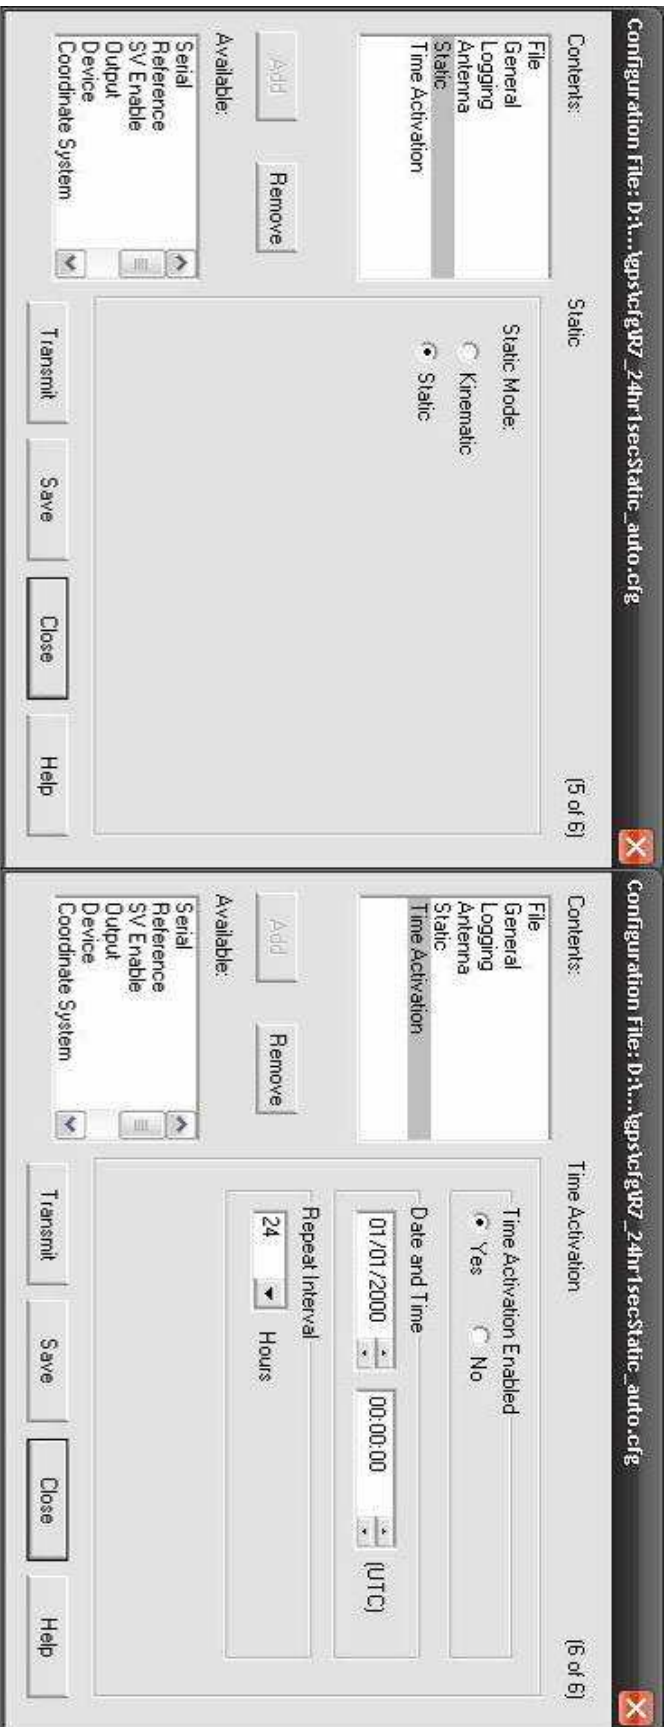 Configuration File: D:\...\gps\cfg\R7_24hr1secStatic_auto.cfg
Contents:
File
General
Logging
Antenna
Static
Time Activation
Add
Remove
Available:
Serial
Reference
SV Enable
Output
Device
Coordinate System
Static
(5 of 6)
Static Mode:
Kinematic
Static
Transmit
Save
Close
Help
Configuration File: D:\...\gps\cfg\R7_24hr1secStatic_auto.cfg
Contents:
File
General
Logging
Antenna
Static
Time Activation
Add
Remove
Available:
Serial
Reference
SV Enable
Output
Device
Coordinate System
Time Activation
(6 of 6)
Time Activation Enabled
Yes No
Date and Time
01/01/2000 00:00:00 (UTC)
Repeat Interval
24 Hours
Transmit
Save
Close
Help